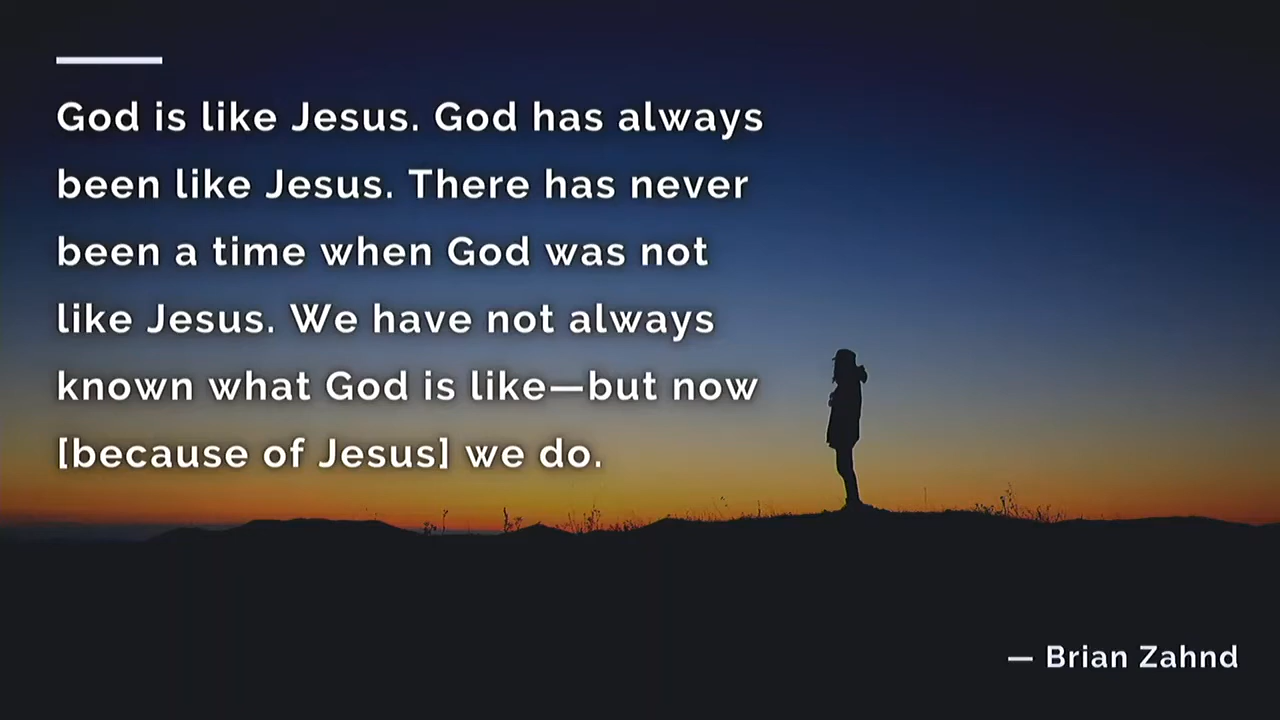 God is like Jesus. God has always
been like Jesus. There has never
been a time when God was not
like Jesus. We have not always
known what God is like—but now
[because of Jesus] we do.
— Brian Zahnd